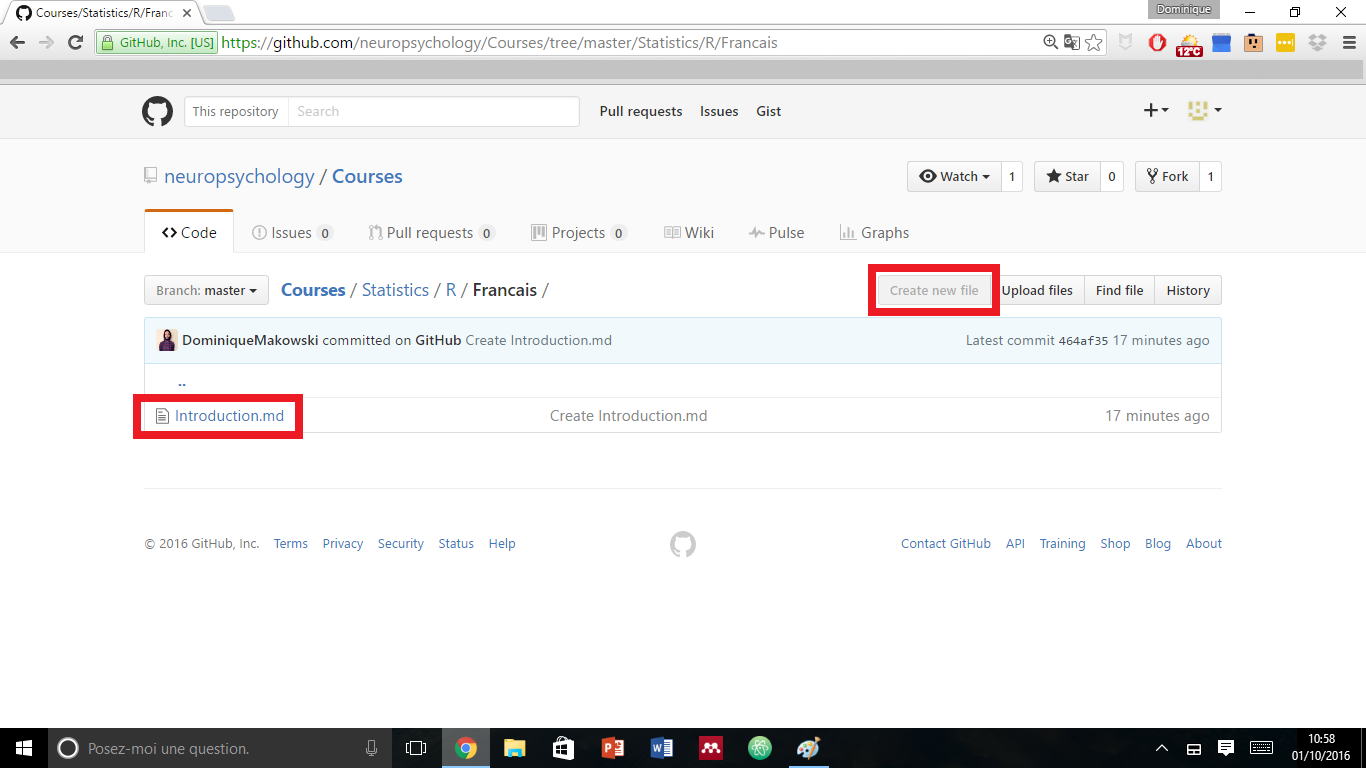 Courses/Statistics/R/Franc
Dominique
GitHub, Inc. [US] https://github.com/neuropsychology/Courses/tree/master/Statistics/R/Francais
12°C
This repository Search Pull requests Issues Gist
neuropsychology / Courses
Watch 1 Star 0 Fork 1
Code Issues 0 Pull requests 0 Projects 0 Wiki Pulse Graphs
Branch: master Courses / Statistics / R / Francais / Create new file Upload files Find file History
DominiqueMakowski committed on GitHub Create Introduction.md Latest commit 464af35 17 minutes ago
..
Introduction.md Create Introduction.md 17 minutes ago
© 2016 GitHub, Inc. Terms Privacy Security Status Help Contact GitHub API Training Shop Blog About
Posez-moi une question.
10:58
01/10/2016